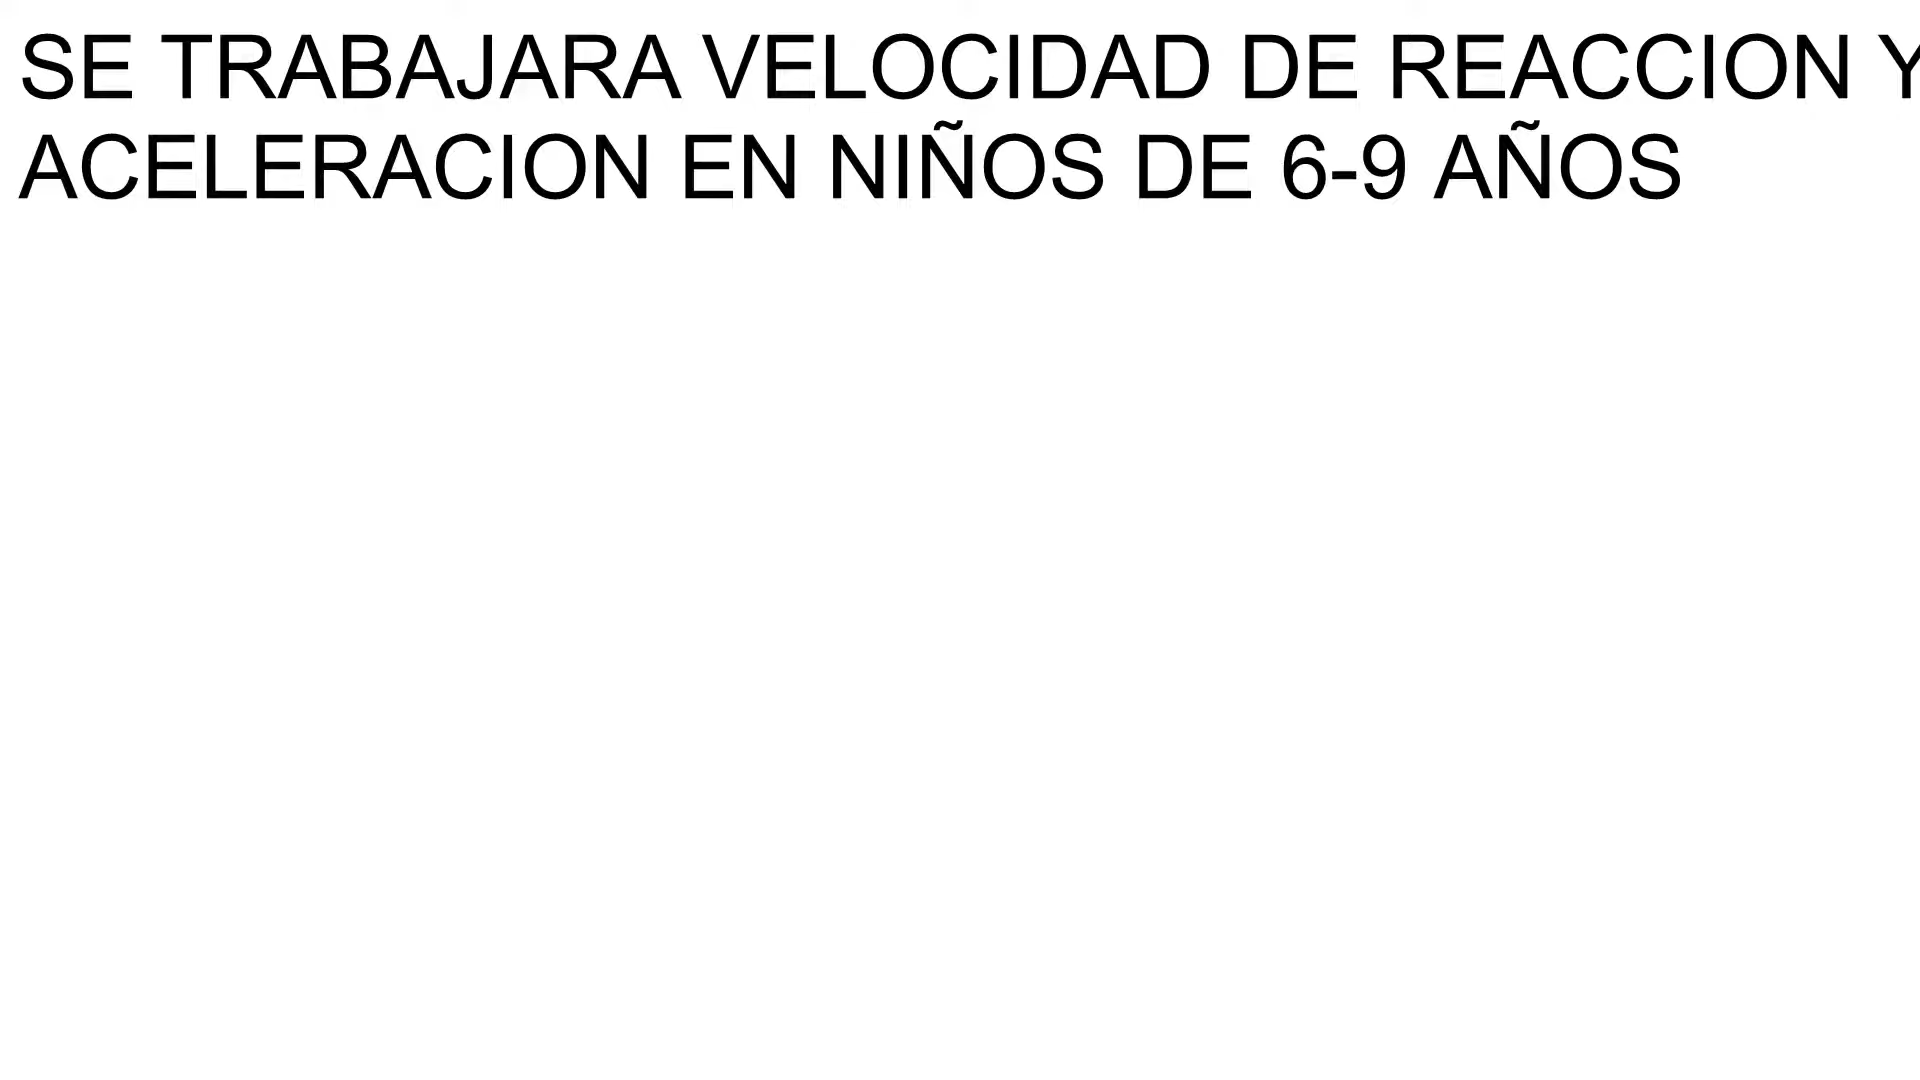 SE TRABAJARA VELOCIDAD DE REACCION Y
ACELERACION EN NIÑOS DE 6-9 AÑOS